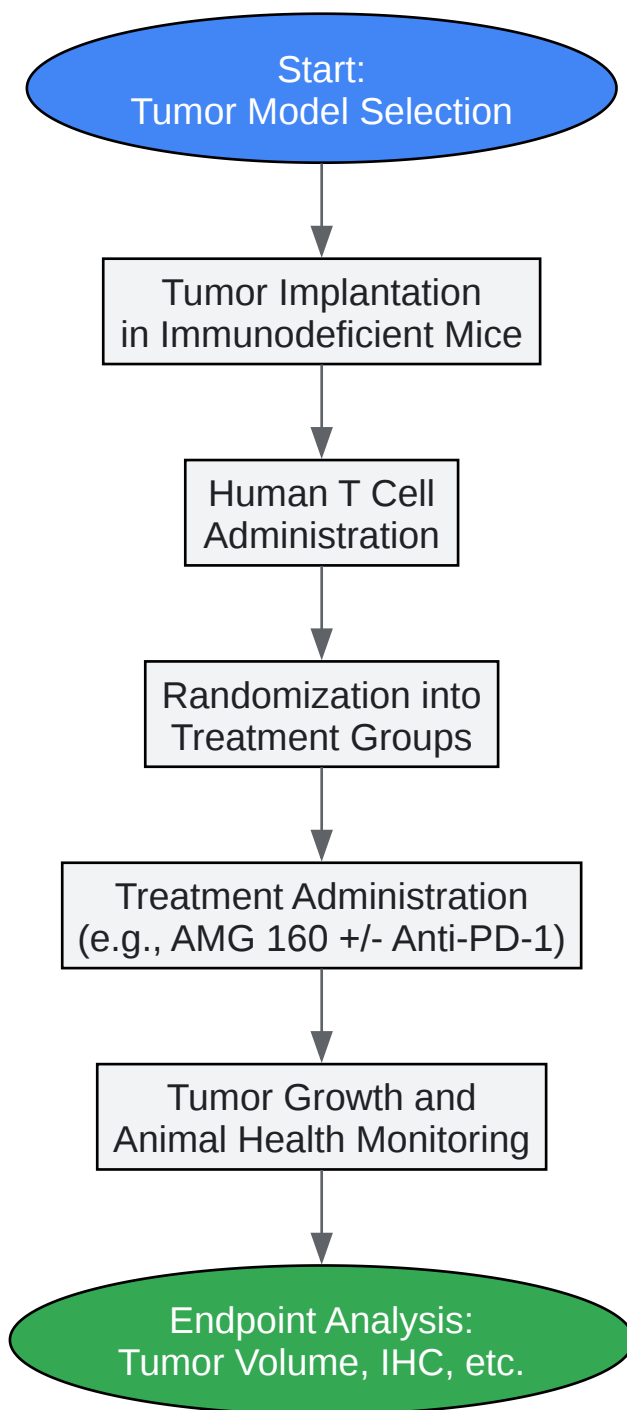 Start:
Tumor Model Selection
Tumor Implantation
in Immunodeficient Mice
Human T Cell
Administration
Randomization into
Treatment Groups
Treatment Administration
(e.g., AMG 160 +/- Anti-PD-1)
Tumor Growth and
Animal Health Monitoring
Endpoint Analysis:
Tumor Volume, IHC, etc.